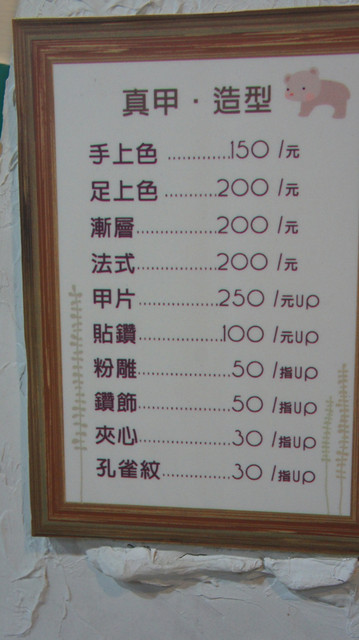 真甲・造型
手上色 .............150 /元
足上色 ...........200 /元
漸層.................200 /元
法式.................200 /元
甲片.................250 /元up
貼鑽..................100 /元up
粉雕....................50 /指up
鑽飾....................50 /指up
夾心....................30 /指up
孔雀紋...............30 /指up